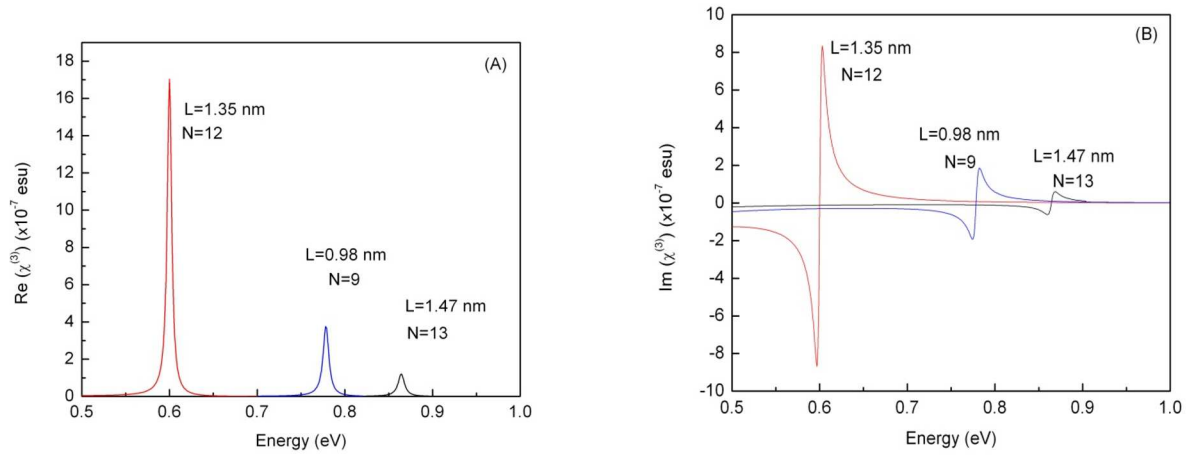 (A)
18
16
14
12
10
8
6
4
2
0
Re (χ⁽³⁾) (x10⁻⁷ esu)
L=1.35 nm
N=12
L=0.98 nm
N=9
L=1.47 nm
N=13
0.5 0.6 0.7 0.8 0.9 1.0
Energy (eV)
(B)
10
8
6
4
2
0
-2
-4
-6
-8
-10
Im (χ⁽³⁾) (x10⁻⁷ esu)
L=1.35 nm
N=12
L=0.98 nm
N=9
L=1.47 nm
N=13
0.5 0.6 0.7 0.8 0.9 1.0
Energy (eV)